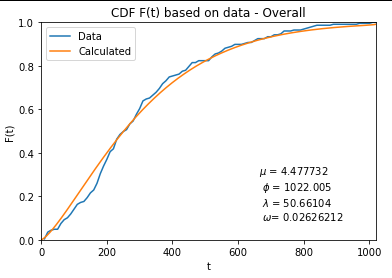 CDF F(t) based on data - Overall
1.0
Data
Calculated
0.8
0.6
F(t)
0.4
μ = 4.477732
ϕ = 1022.005
0.2
λ = 50.66104
ω= 0.02626212
0.0
0 200 400 600 800 1000
t